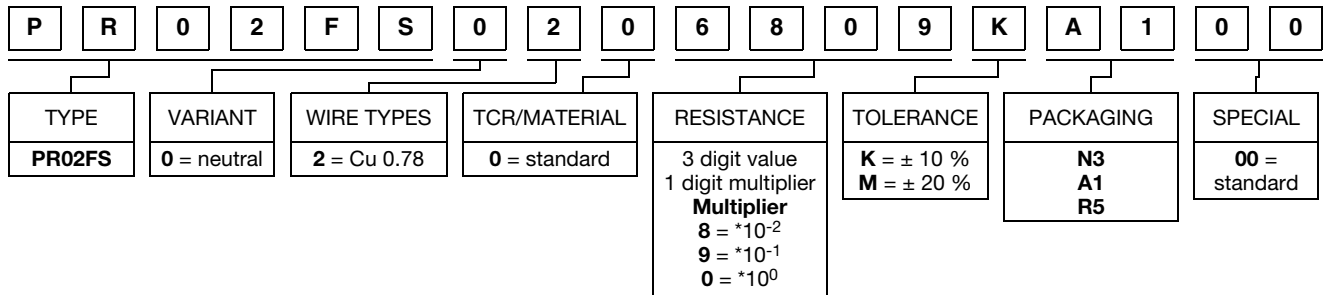 P R 0 2 F S 0 2 0 6 8 0 9 K A 1 0 0
TYPE
PR02FS
VARIANT
0 = neutral
WIRE TYPES
2 = Cu 0.78
TCR/MATERIAL
0 = standard
RESISTANCE
3 digit value
1 digit multiplier
Multiplier
8 = *10-2
9 = *10-1
0 = *100
TOLERANCE
K = ± 10 %
M = ± 20 %
PACKAGING
N3
A1
R5
SPECIAL
00 =
standard